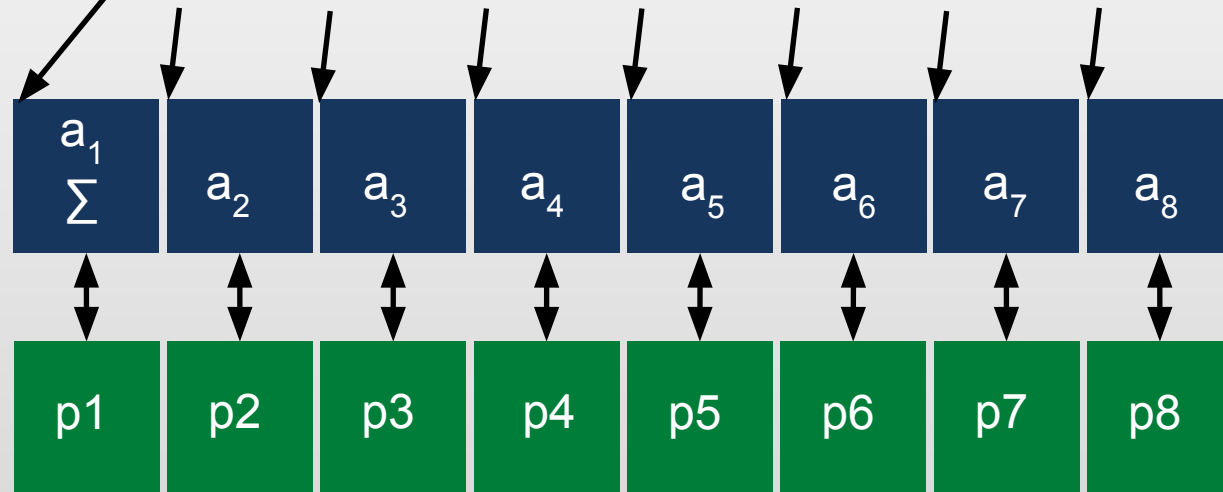 a₁
Σ
a₂
a₃
a₄
a₅
a₆
a₇
a₈
p1
p2
p3
p4
p5
p6
p7
p8